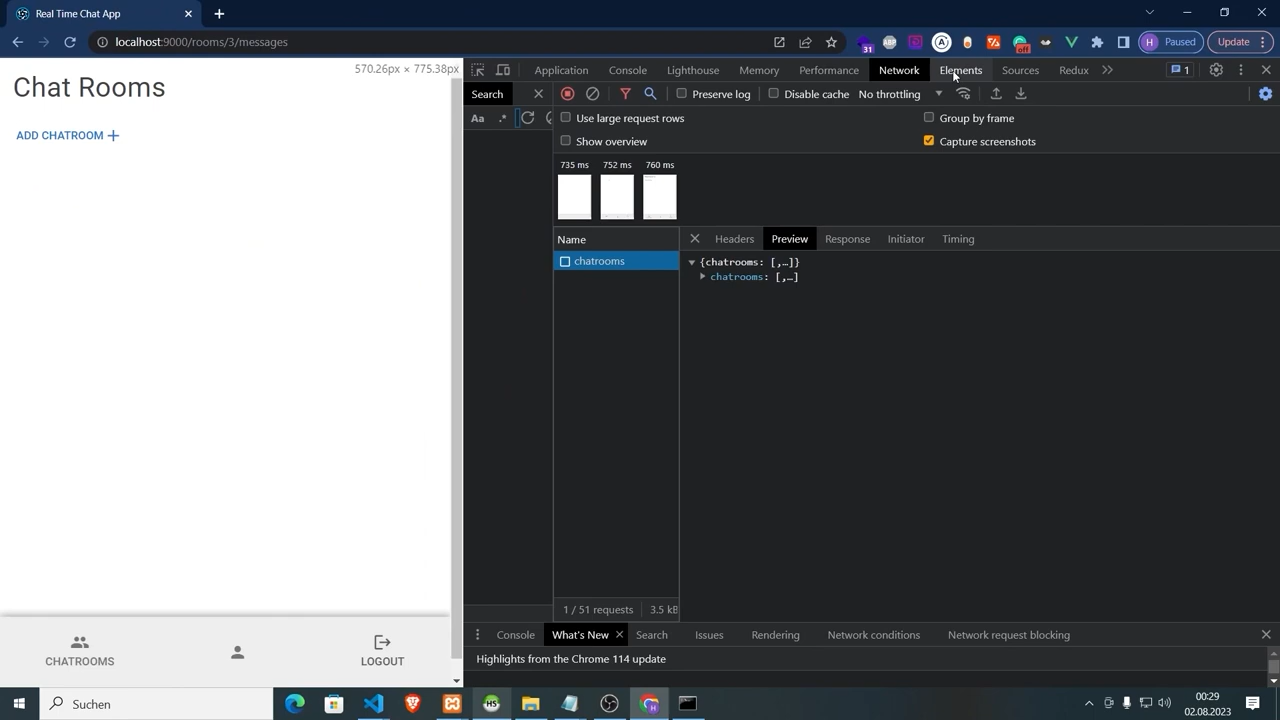 Real Time Chat App
localhost:9000/rooms/3/messages
31
ABP
A
off
H Paused
Update
570.26px × 775.38px
Chat Rooms
ADD CHATROOM
CHATROOMS
LOGOUT
Application Console Lighthouse Memory Performance Network Elements Sources Redux
1
Search
Preserve log Disable cache No throttling
Aa .*
Use large request rows Group by frame
Show overview Capture screenshots
735 ms 752 ms 760 ms
Name
Headers Preview Response Initiator Timing
chatrooms
{chatrooms: [,…]}
chatrooms: [,…]
1 / 51 requests 3.5 kB
Console What's New Search Issues Rendering Network conditions Network request blocking
Highlights from the Chrome 114 update
Suchen
HS
00:29
02.08.2023